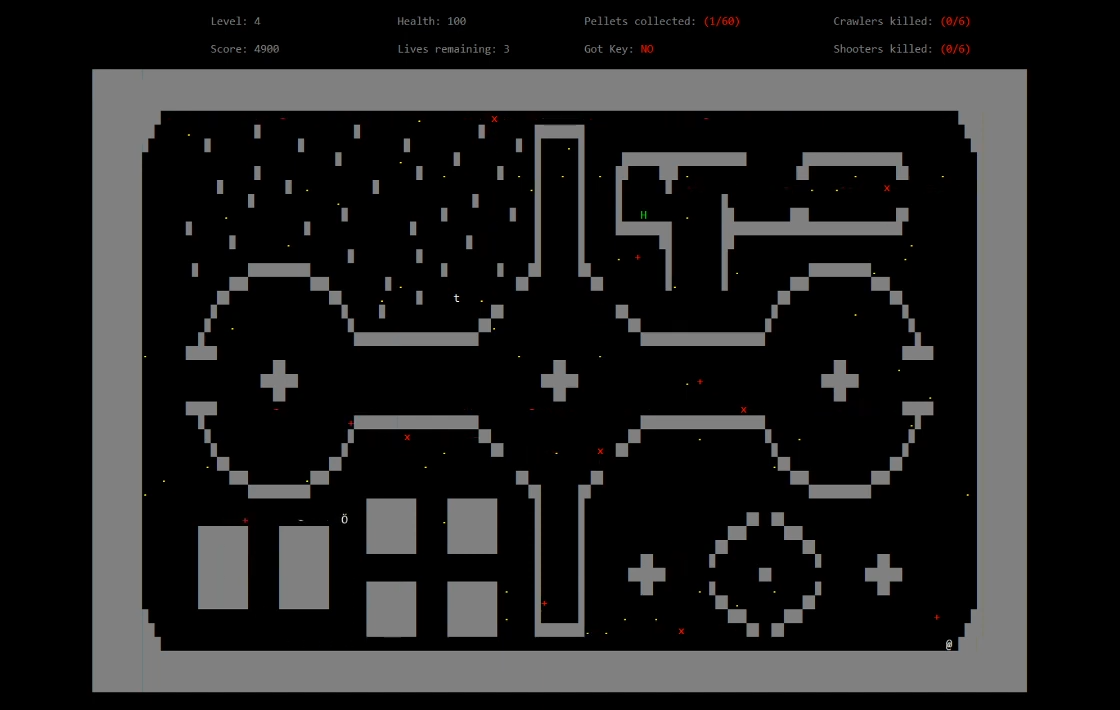 Level: 4 Health: 100 Pellets collected: (1/60) Crawlers killed: (0/6)
Score: 4900 Lives remaining: 3 Got Key: NO Shooters killed: (0/6)
~ x ~
x
H
+
t
+
~ ~ x
+
x
x
+ ~ Ö
+
+
x
@